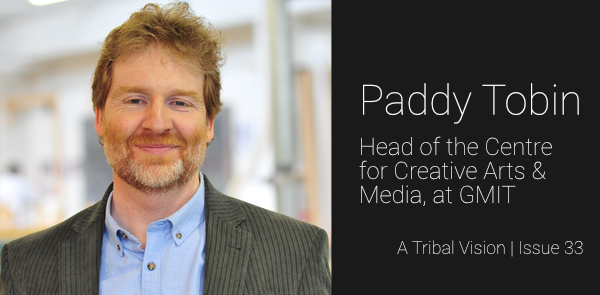 Paddy Tobin
Head of the Centre
for Creative Arts &
Media, at GMIT
A Tribal Vision | Issue 33